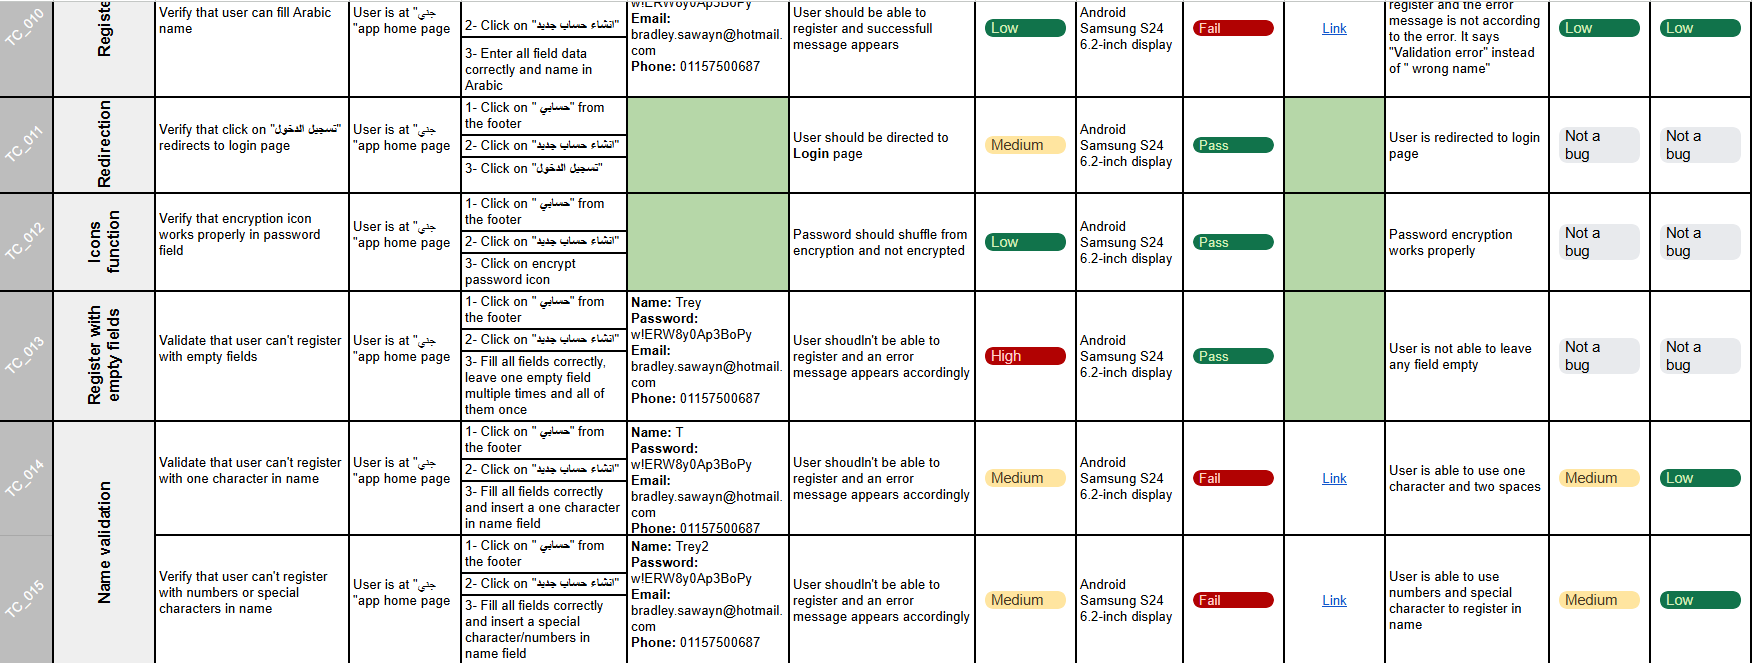 TC_010
Registe
Verify that user can fill Arabic
name
User is at "جني
"app home page
2- Click on "انشاء حساب جديد"
3- Enter all field data
correctly and name in
Arabic
w!ERW8y0Ap3BoPy
Email:
bradley.sawayn@hotmail.
com
Phone: 01157500687
User should be able to
register and successfull
message appears
Low
Android
Samsung S24
6.2-inch display
Fail
Link
register and the error
message is not according
to the error. It says
"Validation error" instead
of " wrong name"
Low
Low
TC_011
Redirection
Verify that click on "تسجيل الدخول"
redirects to login page
User is at "جني
"app home page
1- Click on " حسابي" from
the footer
2- Click on "انشاء حساب جديد"
3- Click on "تسجيل الدخول"
User should be directed to
Login page
Medium
Android
Samsung S24
6.2-inch display
Pass
User is redirected to login
page
Not a
bug
Not a
bug
TC_012
Icons
function
Verify that encryption icon
works properly in password
field
User is at "جني
"app home page
1- Click on " حسابي" from
the footer
2- Click on "انشاء حساب جديد"
3- Click on encrypt
password icon
Password should shuffle from
encryption and not encrypted
Low
Android
Samsung S24
6.2-inch display
Pass
Password encryption
works properly
Not a
bug
Not a
bug
TC_013
Register with
empty fields
Validate that user can't register
with empty fields
User is at "جني
"app home page
1- Click on " حسابي" from
the footer
2- Click on "انشاء حساب جديد"
3- Fill all fields correctly,
leave one empty field
multiple times and all of
them once
Name: Trey
Password:
w!ERW8y0Ap3BoPy
Email:
bradley.sawayn@hotmail.
com
Phone: 01157500687
User shoudln't be able to
register and an error
message appears accordingly
High
Android
Samsung S24
6.2-inch display
Pass
User is not able to leave
any field empty
Not a
bug
Not a
bug
TC_014
Name validation
Validate that user can't register
with one character in name
User is at "جني
"app home page
1- Click on " حسابي" from
the footer
2- Click on "انشاء حساب جديد"
3- Fill all fields correctly
and insert a one character
in name field
Name: T
Password:
w!ERW8y0Ap3BoPy
Email:
bradley.sawayn@hotmail.
com
Phone: 01157500687
User shoudln't be able to
register and an error
message appears accordingly
Medium
Android
Samsung S24
6.2-inch display
Fail
Link
User is able to use one
character and two spaces
Medium
Low
TC_015
Verify that user can't register
with numbers or special
characters in name
User is at "جني
"app home page
1- Click on " حسابي" from
the footer
2- Click on "انشاء حساب جديد"
3- Fill all fields correctly
and insert a special
character/numbers in
name field
Name: Trey2
Password:
w!ERW8y0Ap3BoPy
Email:
bradley.sawayn@hotmail.
com
Phone: 01157500687
User shoudln't be able to
register and an error
message appears accordingly
Medium
Android
Samsung S24
6.2-inch display
Fail
Link
User is able to use
numbers and special
character to register in
name
Medium
Low